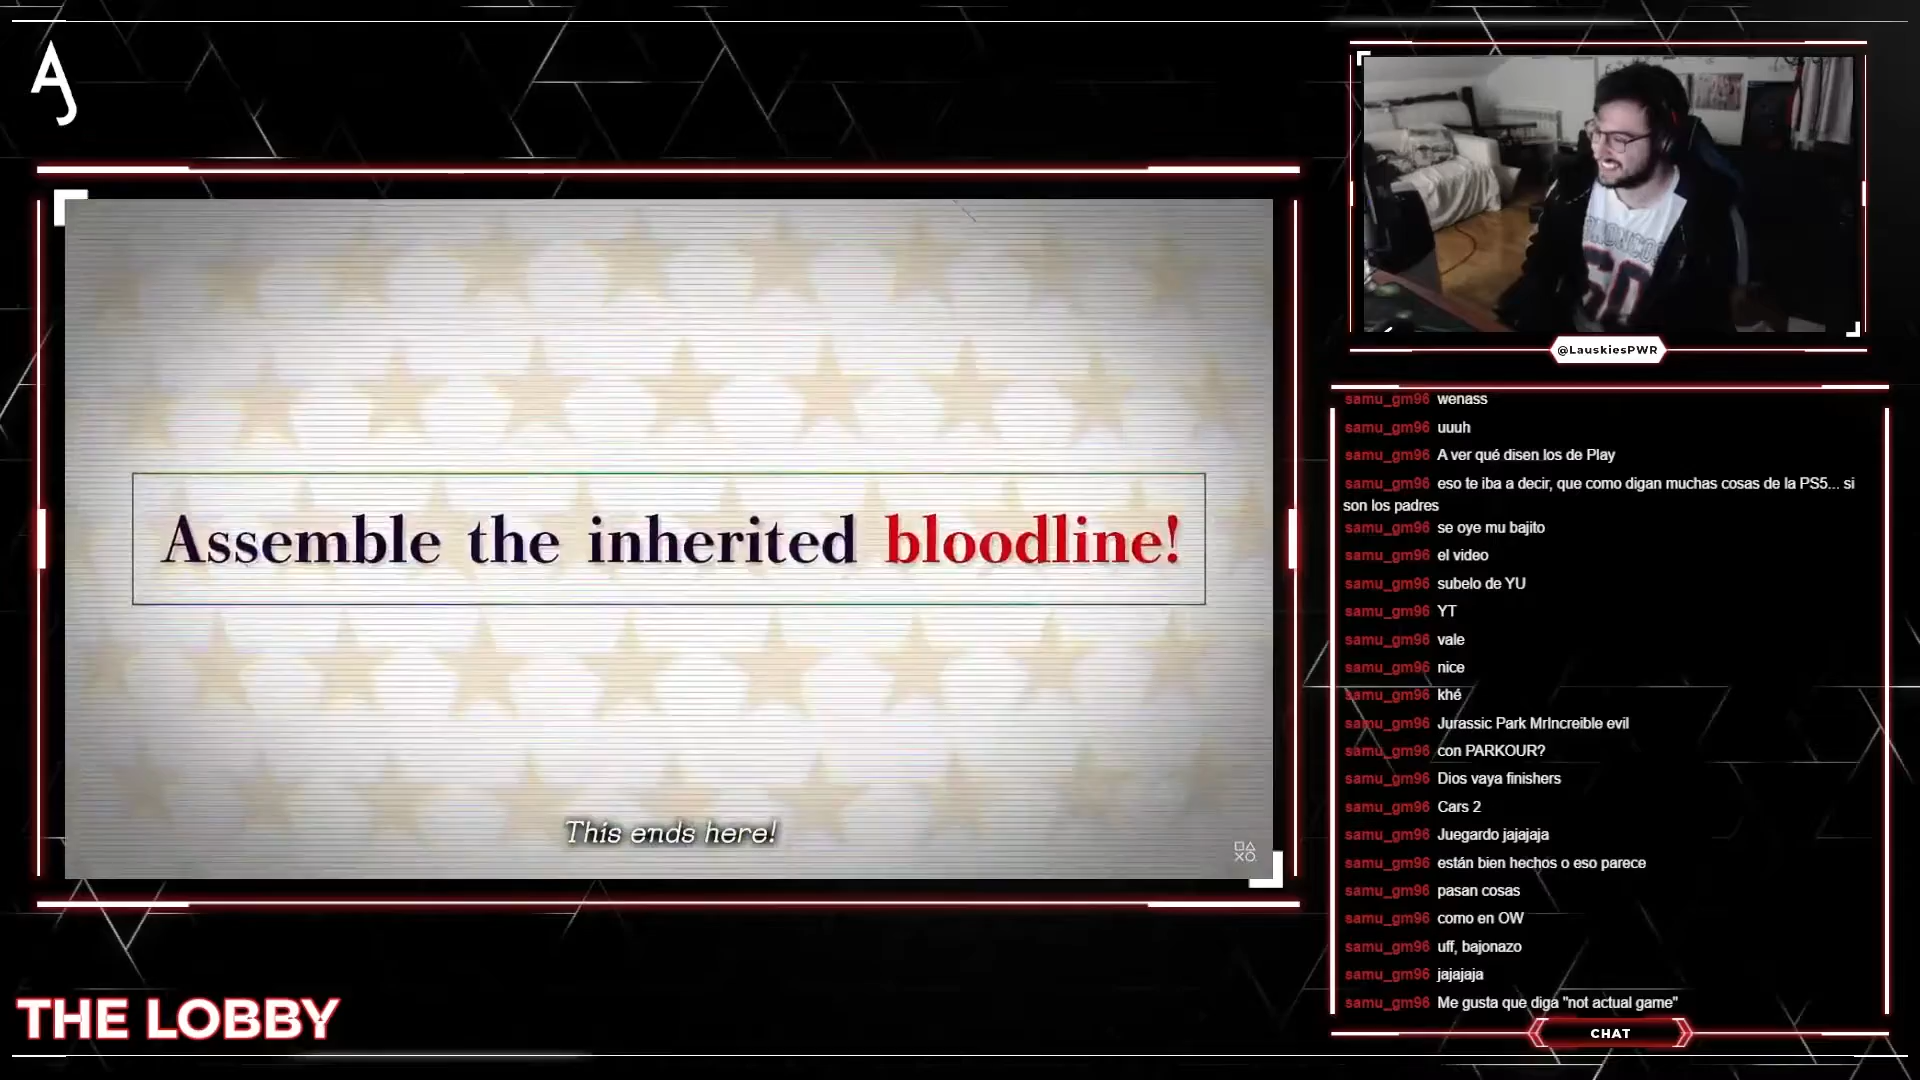 AJ
Assemble the inherited bloodline!
This ends here!
THE LOBBY
@LauskiesPWR
samu_gm96 wenass
samu_gm96 uuuh
samu_gm96 A ver qué disen los de Play
samu_gm96 eso te iba a decir, que como digan muchas cosas de la PS5... si
son los padres
samu_gm96 se oye mu bajito
samu_gm96 el video
samu_gm96 subelo de YU
samu_gm96 YT
samu_gm96 vale
samu_gm96 nice
samu_gm96 khé
samu_gm96 Jurassic Park MrIncreible evil
samu_gm96 con PARKOUR?
samu_gm96 Dios vaya finishers
samu_gm96 Cars 2
samu_gm96 Juegardo jajajaja
samu_gm96 están bien hechos o eso parece
samu_gm96 pasan cosas
samu_gm96 como en OW
samu_gm96 uff, bajonazo
samu_gm96 jajajaja
samu_gm96 Me gusta que diga "not actual game"
CHAT